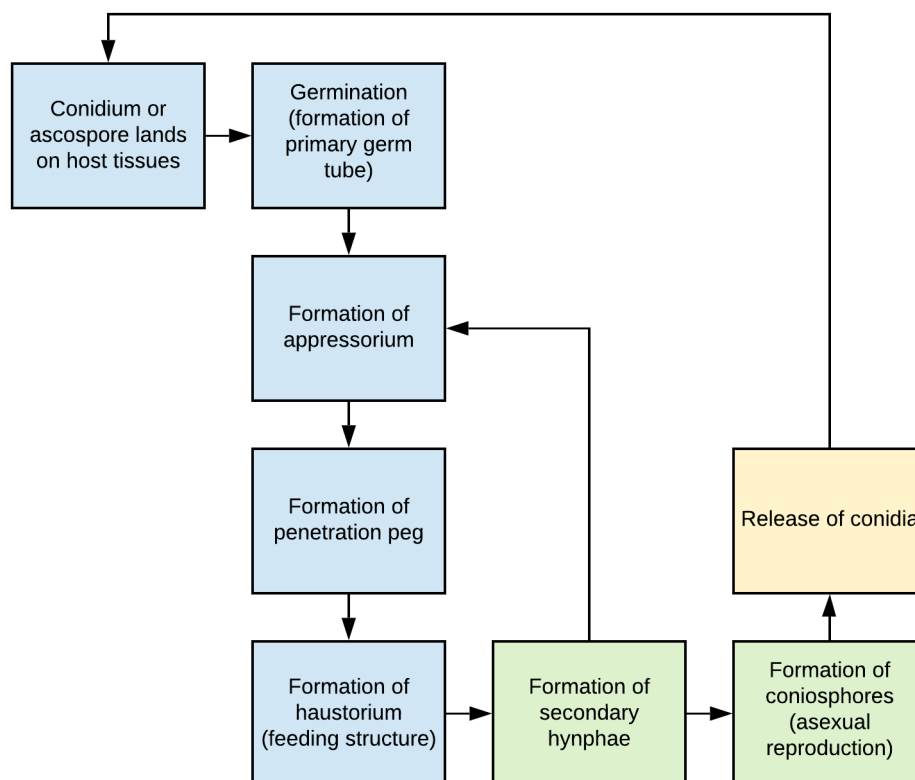 Conidium or
ascospore lands
on host tissues
Germination
(formation of
primary germ
tube)
Formation of
appressorium
Formation of
penetration peg
Formation of
haustorium
(feeding structure)
Formation of
secondary
hynphae
Formation of
coniosphores
(asexual
reproduction)
Release of conidia